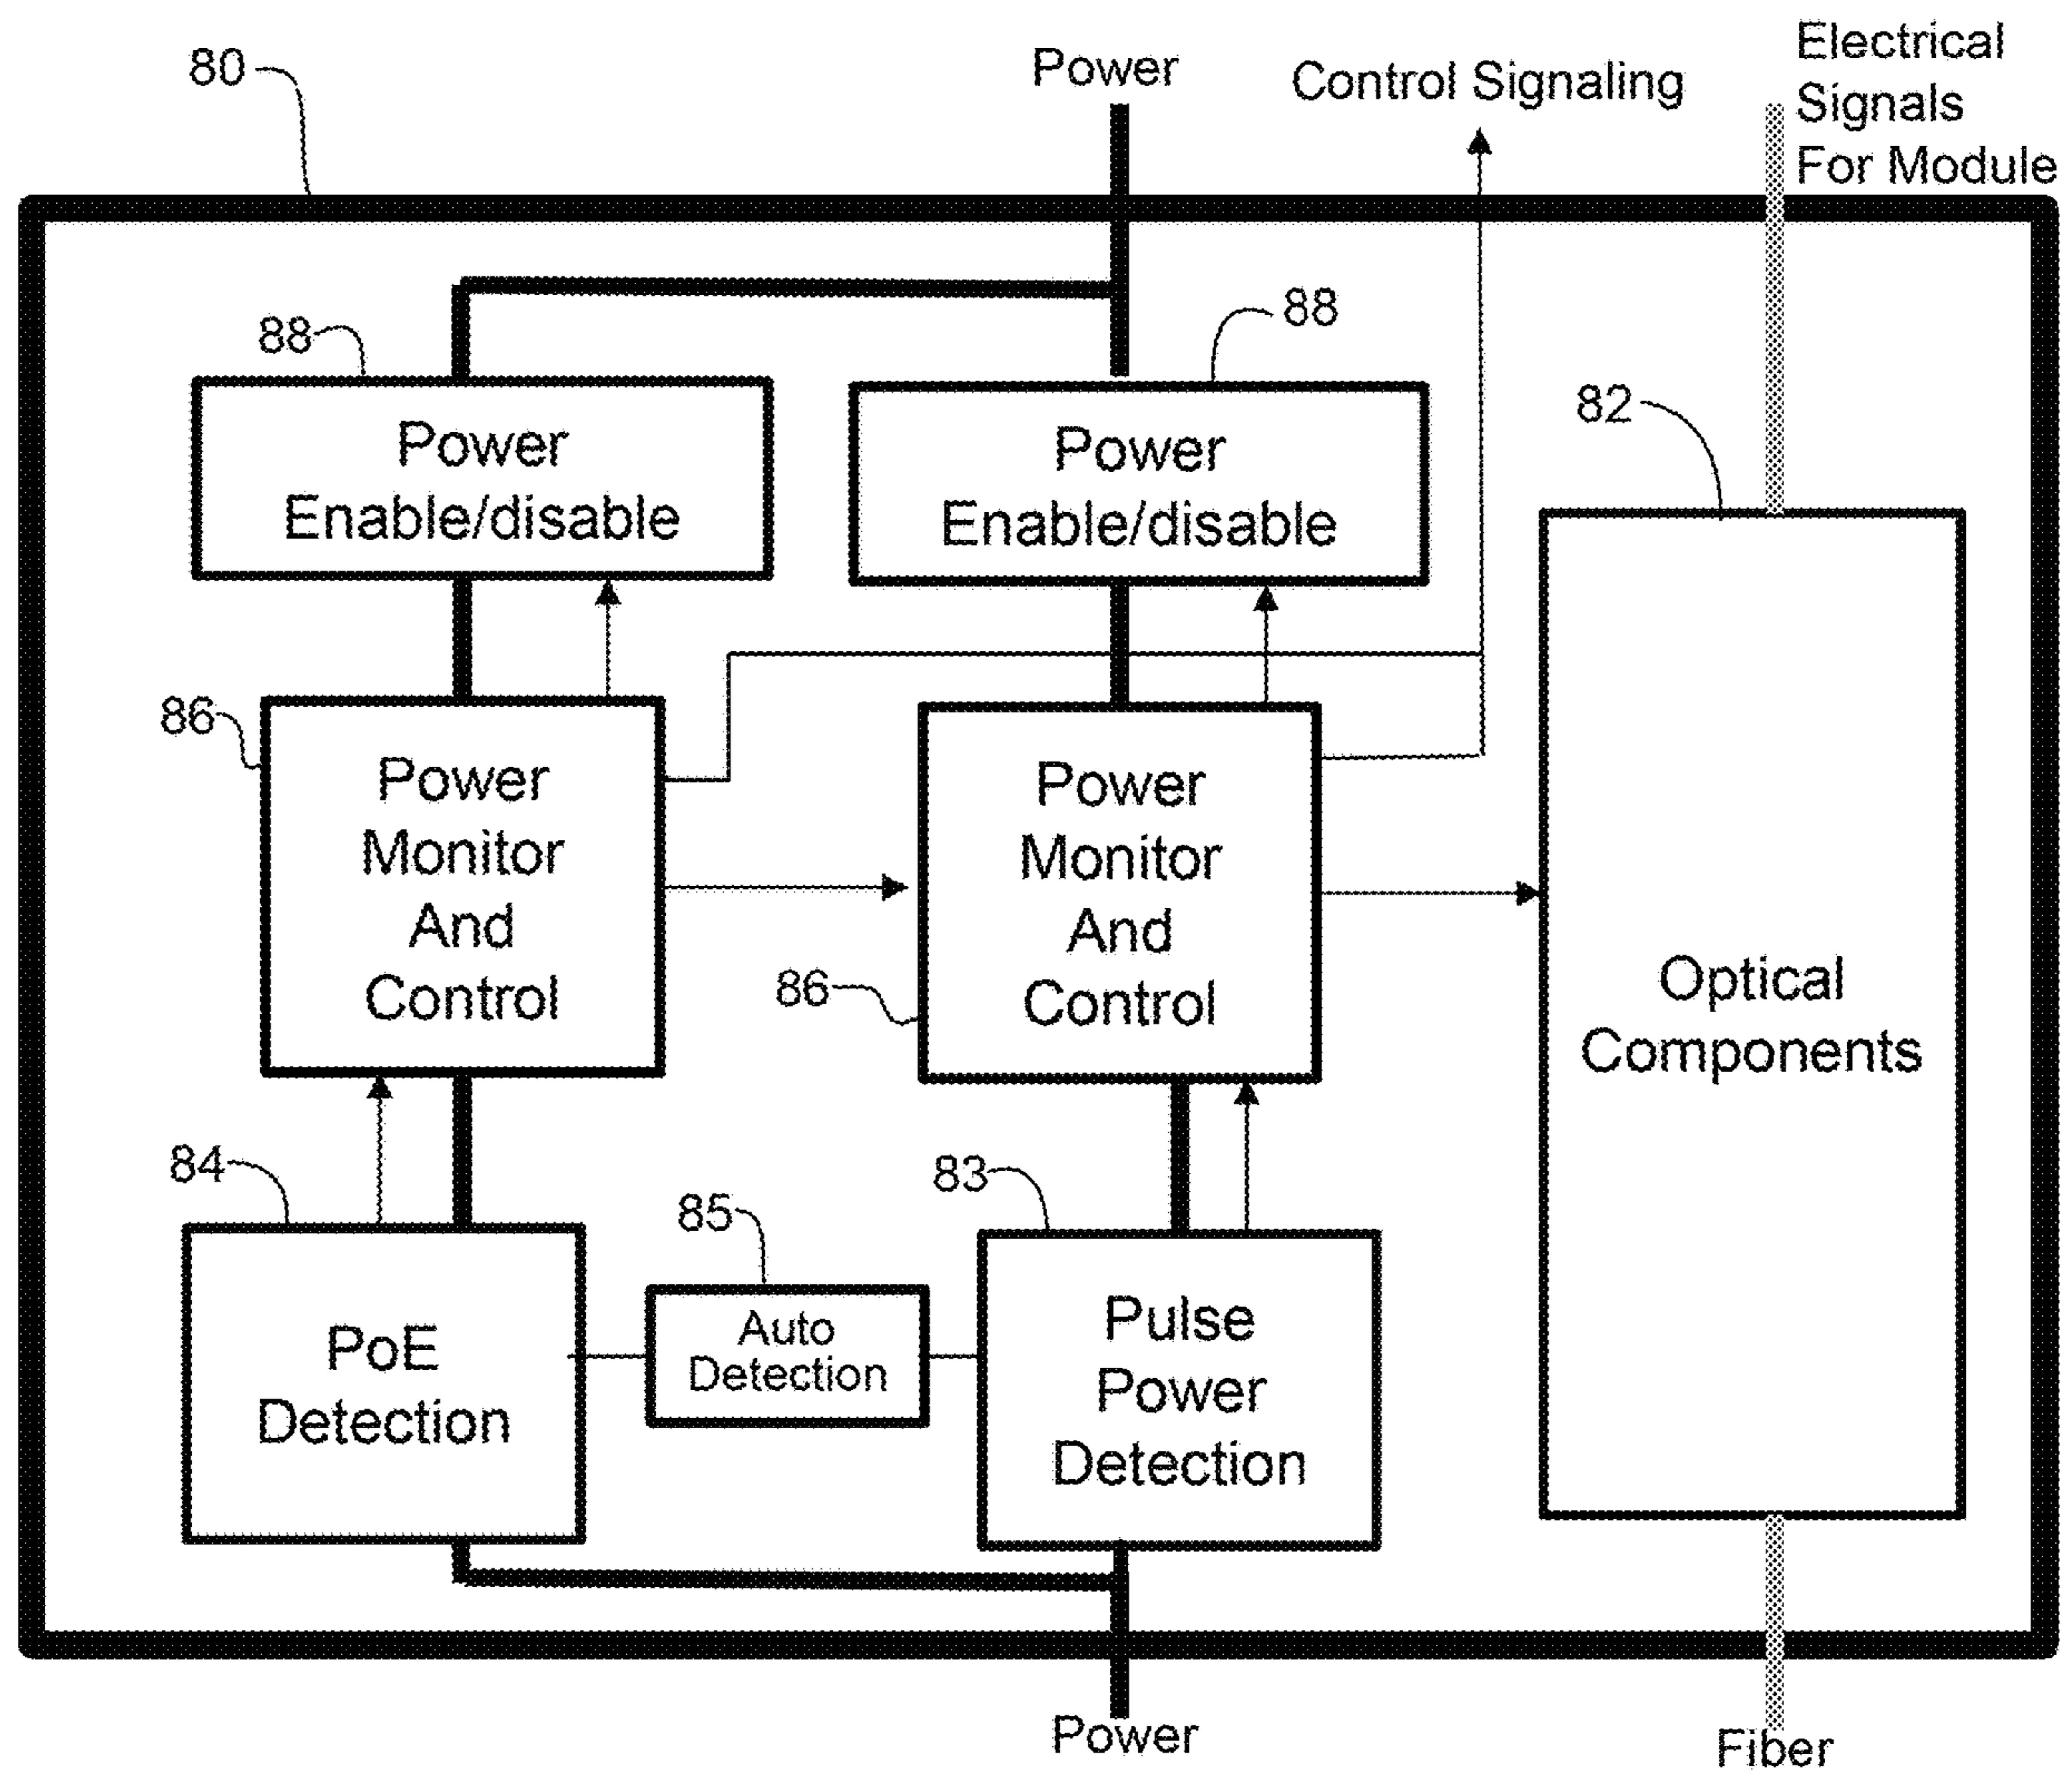 80
Power
Control Signaling
Electrical
Signals
For Module
88
88
Power
Enable/disable
Power
Enable/disable
82
86
Power
Monitor
And
Control
Power
Monitor
And
Control
86
Optical
Components
84
85
83
PoE
Detection
Auto
Detection
Pulse
Power
Detection
Power
Fiber